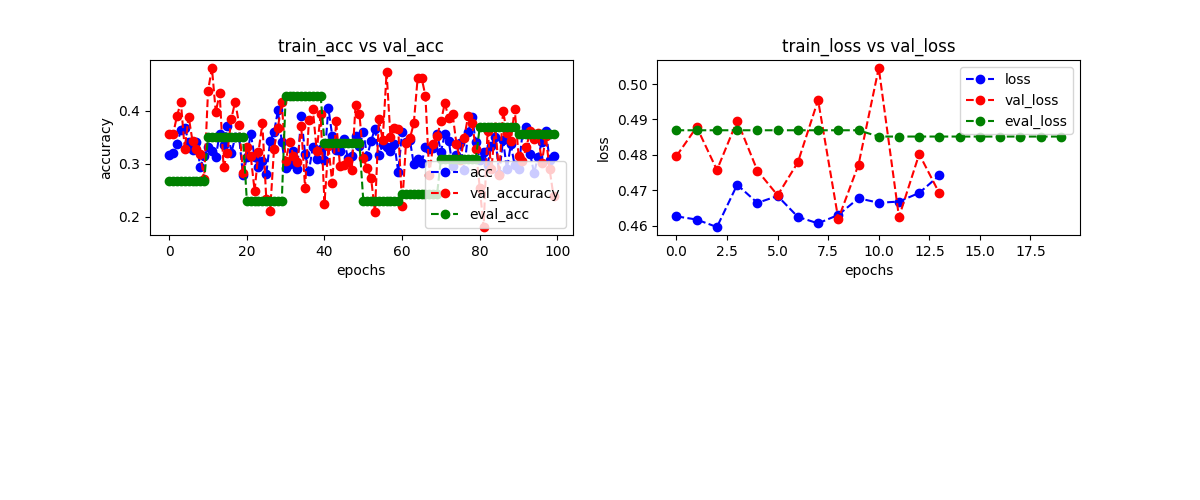 train_acc vs val_acc
accuracy
0.4
0.3
0.2
acc
val_accuracy
eval_acc
0
20
40
60
80
100
epochs
train_loss vs val_loss
loss
0.50
0.49
0.48
0.47
0.46
loss
val_loss
eval_loss
0.0
2.5
5.0
7.5
10.0
12.5
15.0
17.5
epochs